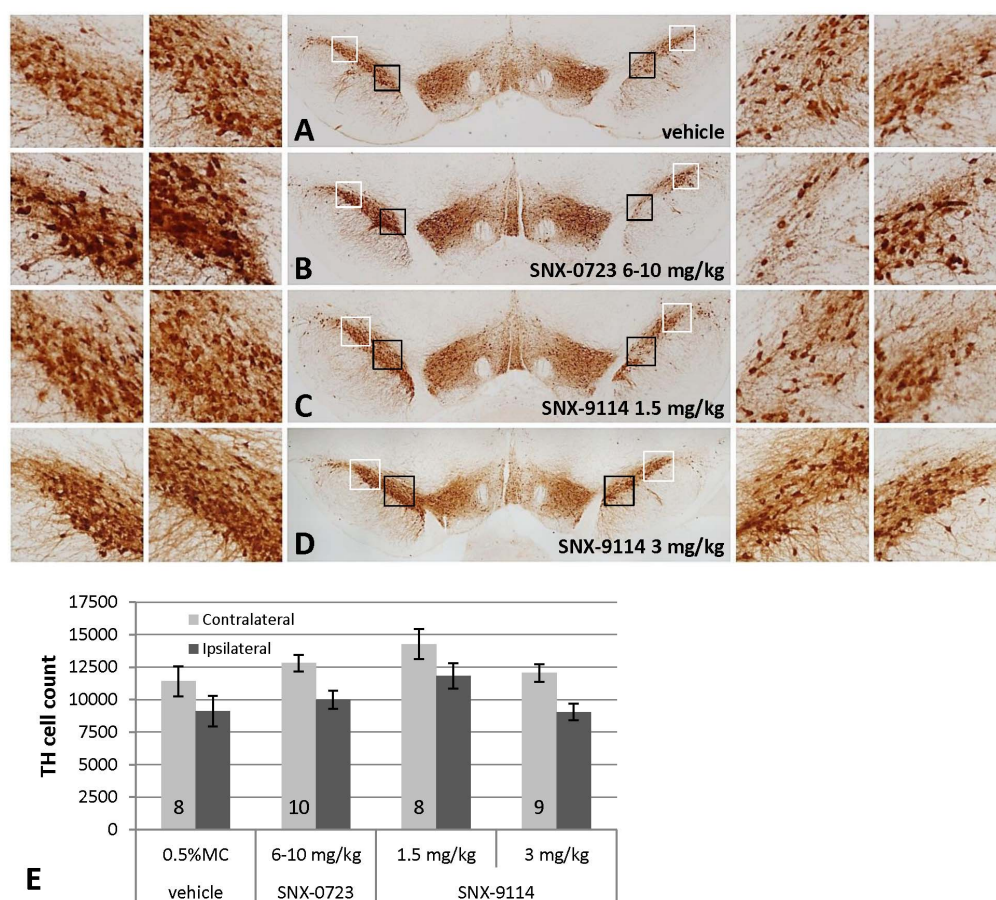 A
vehicle
B
SNX-0723 6-10 mg/kg
C
SNX-9114 1.5 mg/kg
D
SNX-9114 3 mg/kg
17500
15000
12500
10000
7500
5000
2500
0
TH cell count
Contralateral
Ipsilateral
8
10
8
9
0.5%MC
6-10 mg/kg
1.5 mg/kg
3 mg/kg
vehicle
SNX-0723
SNX-9114
E